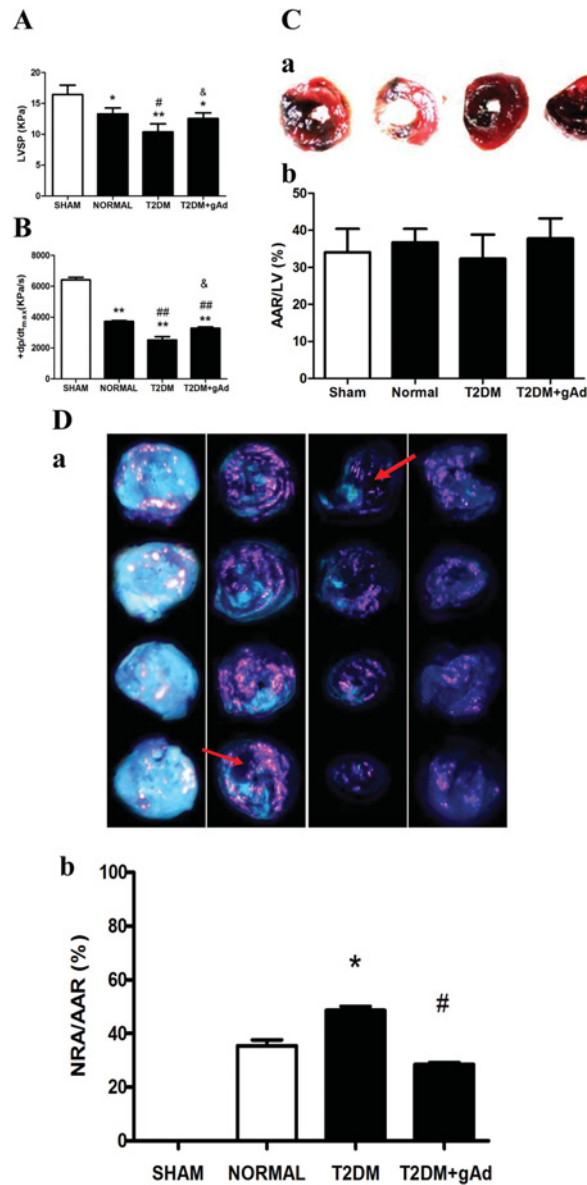 A
LVSP (KPa)
20
15
10
5
0
*
#
**
&
*
SHAM NORMAL T2DM T2DM+gAd
B
+dp/dtmax(KPa/s)
8000
6000
4000
2000
0
**
##
**
&
##
**
SHAM NORMAL T2DM T2DM+gAd
C
a
b
AAR/LV (%)
50
40
30
20
10
0
Sham Normal T2DM T2DM+gAd
D
a
b
NRA/AAR (%)
100
80
60
40
20
0
*
#
SHAM NORMAL T2DM T2DM+gAd